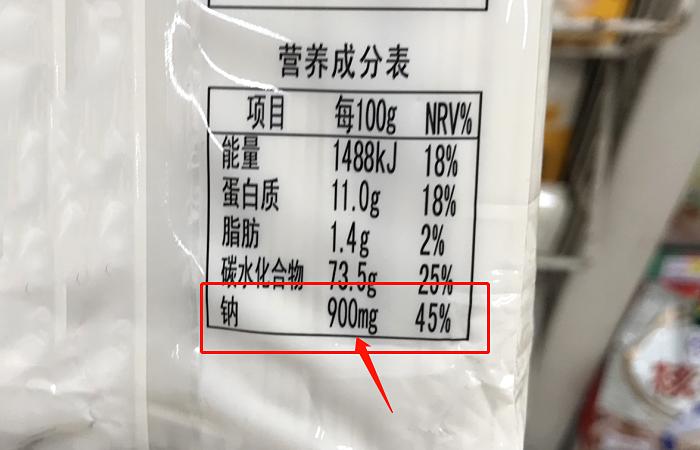 营养成分表
项目 每100g NRV%
能量 1488kJ 18%
蛋白质 11.0g 18%
脂肪 1.4g 2%
碳水化合物 73.5g 25%
钠 900mg 45%
核